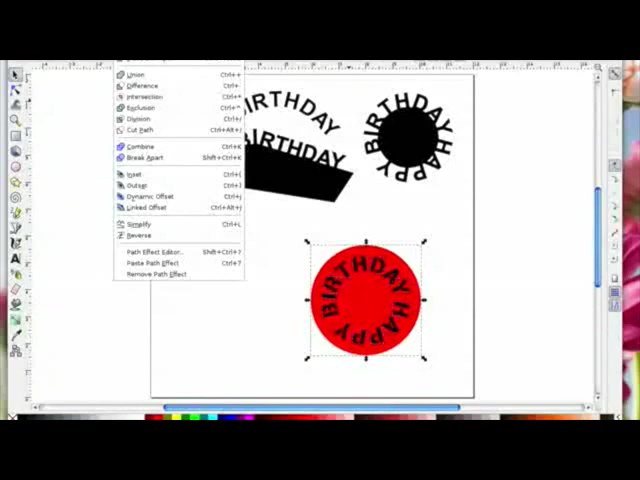 Union Ctrl++
Difference Ctrl+-
Intersection Ctrl+*
Exclusion Ctrl+^
Division Ctrl+/
Cut Path Ctrl+Alt+/
Combine Ctrl+K
Break Apart Shift+Ctrl+K
Inset Ctrl+(
Outset Ctrl+)
Dynamic Offset Ctrl+J
Linked Offset Ctrl+Alt+J
Simplify Ctrl+L
Reverse
Path Effect Editor... Shift+Ctrl+7
Paste Path Effect Ctrl+7
Remove Path Effect
BIRTHDAY
BIRTHDAY
HAPPY BIRTHDAY
HAPPY BIRTHDAY